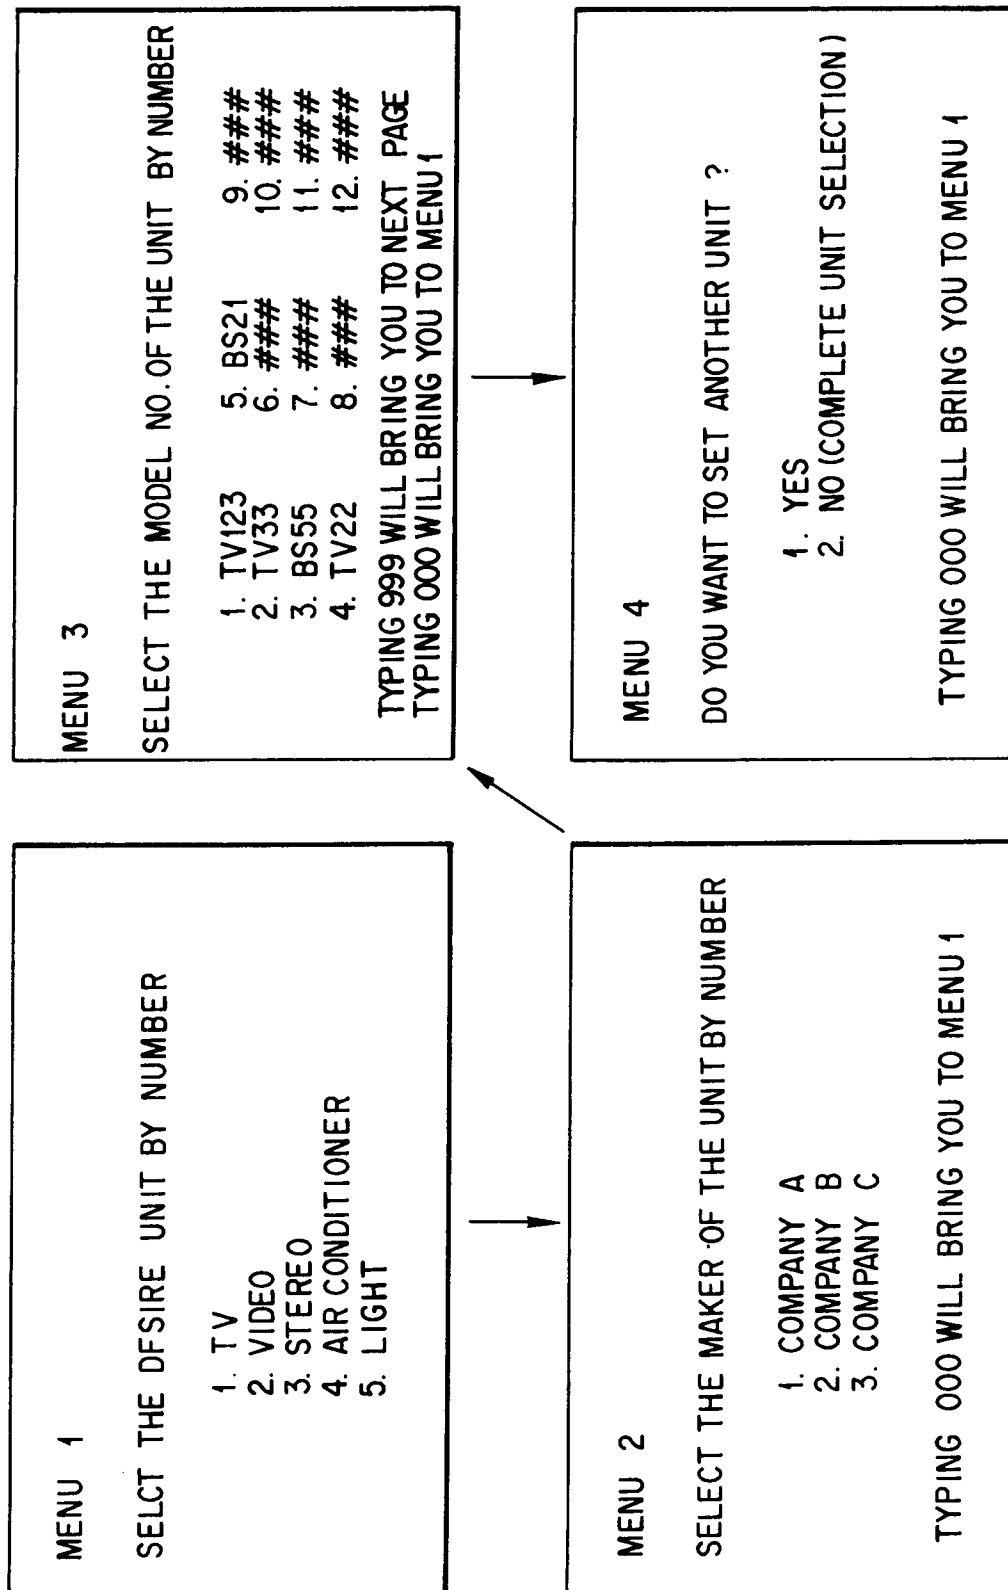 MENU 1
SELCT THE DFSIRE UNIT BY NUMBER
1. TV
2. VIDEO
3. STEREO
4. AIR CONDITIONER
5. LIGHT
MENU 2
SELECT THE MAKER OF THE UNIT BY NUMBER
1. COMPANY A
2. COMPANY B
3. COMPANY C
TYPING 000 WILL BRING YOU TO MENU 1
MENU 3
SELECT THE MODEL NO. OF THE UNIT BY NUMBER
1. TV123 5. BS21 9. ###
2. TV33 6. ### 10. ###
3. BS55 7. ### 11. ###
4. TV22 8. ### 12. ###
TYPING 999 WILL BRING YOU TO NEXT PAGE
TYPING 000 WILL BRING YOU TO MENU 1
MENU 4
DO YOU WANT TO SET ANOTHER UNIT ?
1. YES
2. NO (COMPLETE UNIT SELECTION)
TYPING 000 WILL BRING YOU TO MENU 1